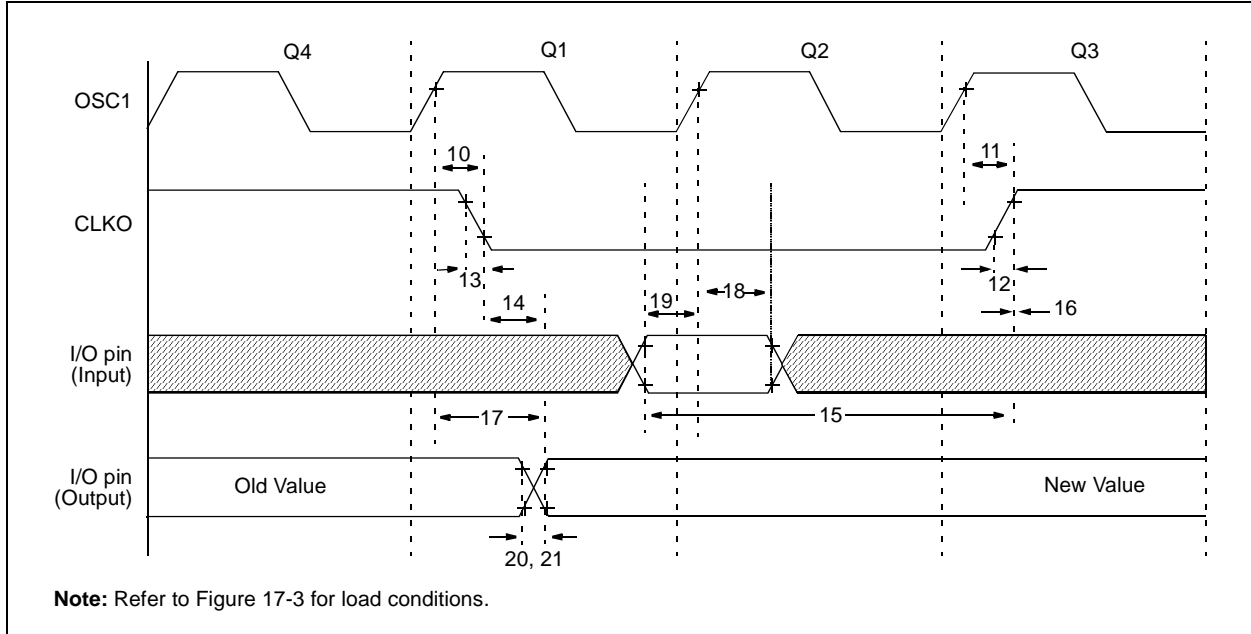 Q4 Q1 Q2 Q3
OSC1
10 11
CLKO
13 12
14 19 18 16
I/O pin
(Input)
17 15
I/O pin
(Output)
Old Value New Value
20, 21
Note: Refer to Figure 17-3 for load conditions.